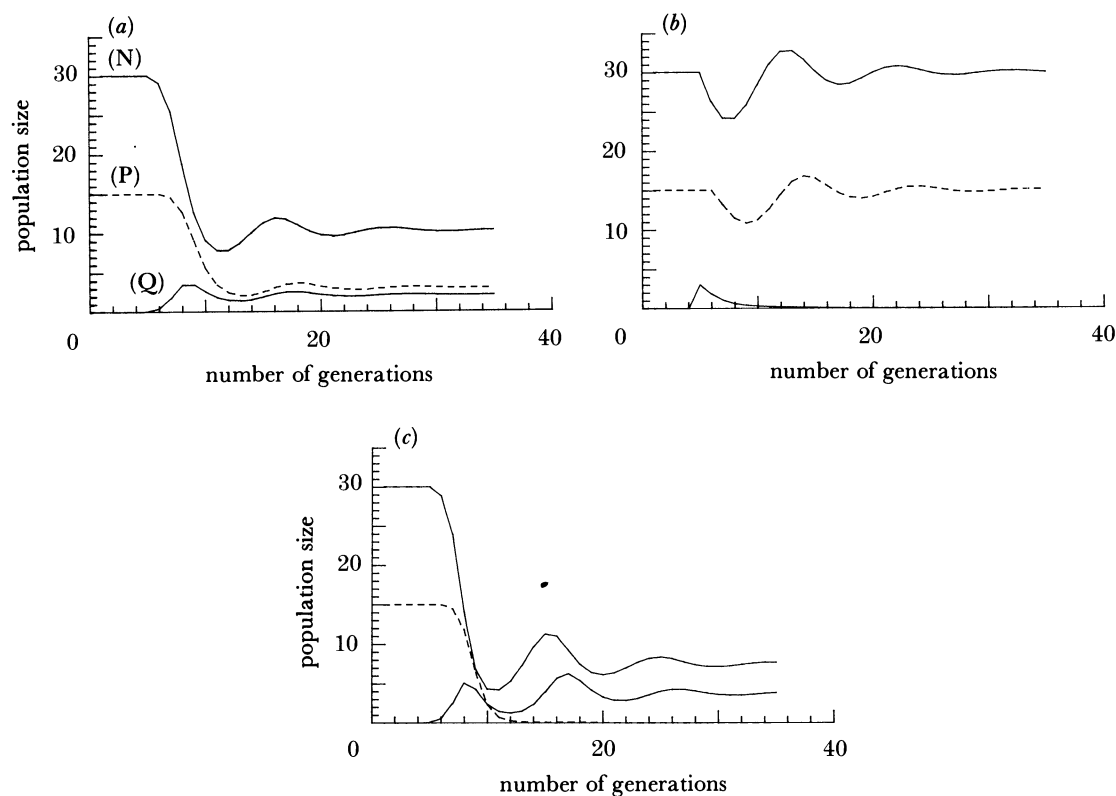 (a)
(N)
30
20
(P)
10
(Q)
0
20
40
population size
number of generations
(b)
30
20
10
0
20
40
number of generations
(c)
30
20
10
0
20
40
population size
number of generations